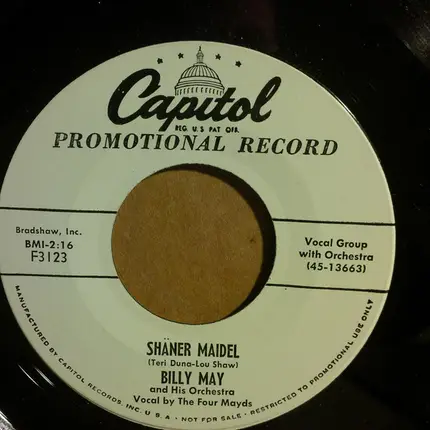 Capitol
REG. U.S. PAT. OFF.
PROMOTIONAL RECORD
Bradshaw, Inc.
BMI-2:16
F3123
Vocal Group
with Orchestra
(45-13663)
SHÄNER MAIDEL
(Teri Duna-Lou Shaw)
BILLY MAY
and His Orchestra
Vocal by The Four Mayds
MANUFACTURED BY CAPITOL RECORDS, INC. U. S. A. · NOT FOR SALE · RESTRICTED TO PROMOTIONAL USE ONLY